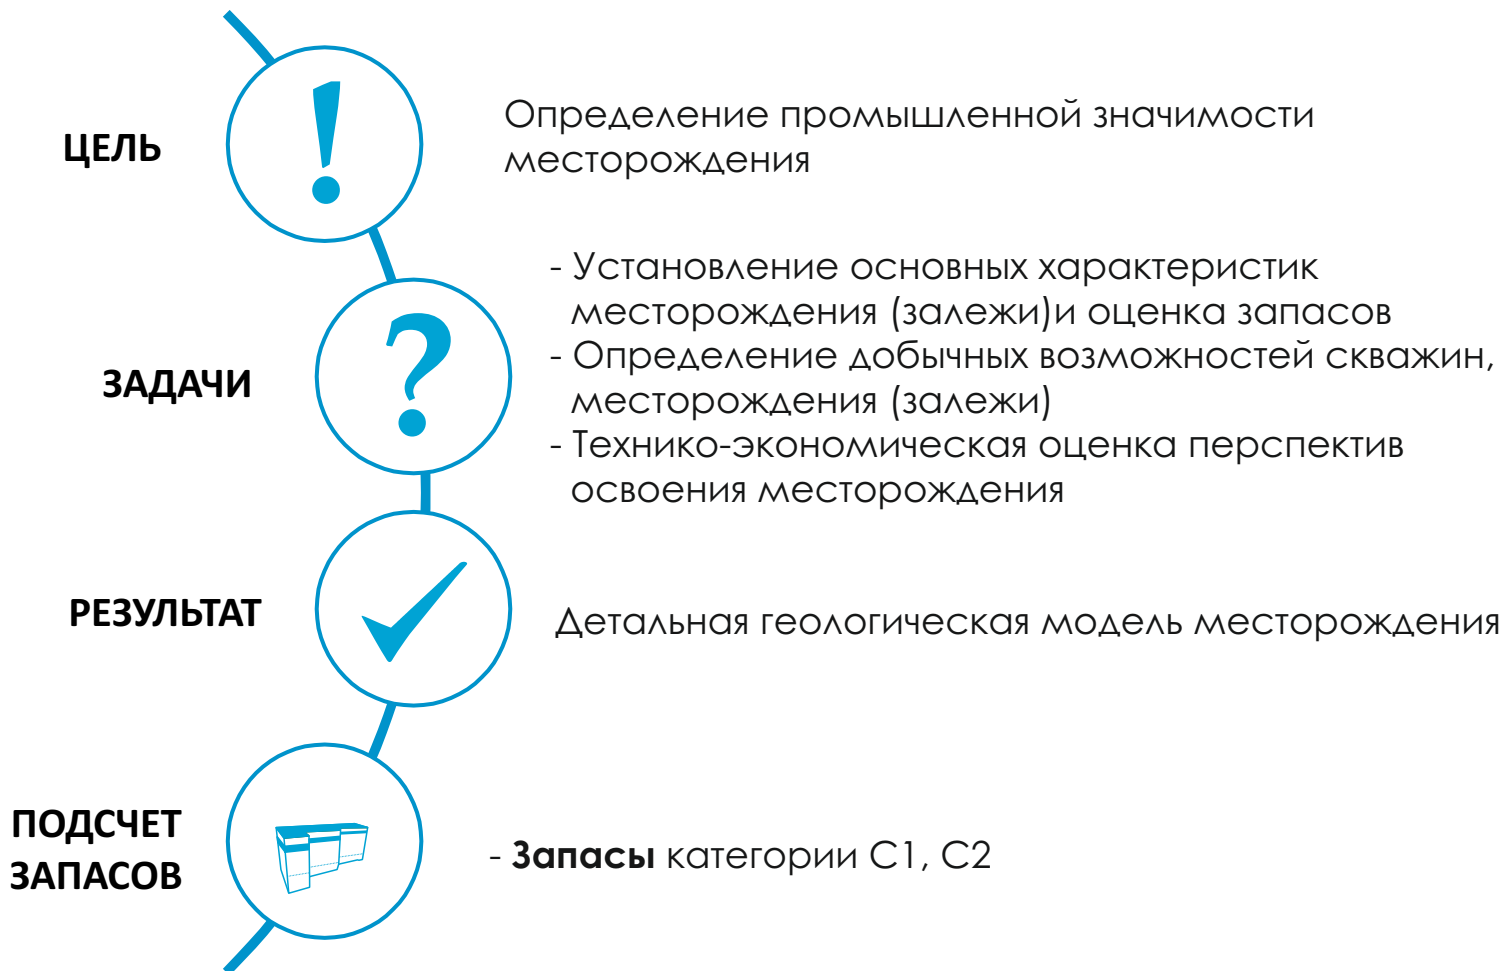 ЦЕЛЬ
Определение промышленной значимости
месторождения
ЗАДАЧИ
- Установление основных характеристик
месторождения (залежи)и оценка запасов
- Определение добычных возможностей скважин,
месторождения (залежи)
- Технико-экономическая оценка перспектив
освоения месторождения
РЕЗУЛЬТАТ
Детальная геологическая модель месторождения
ПОДСЧЕТ
ЗАПАСОВ
- Запасы категории С1, С2